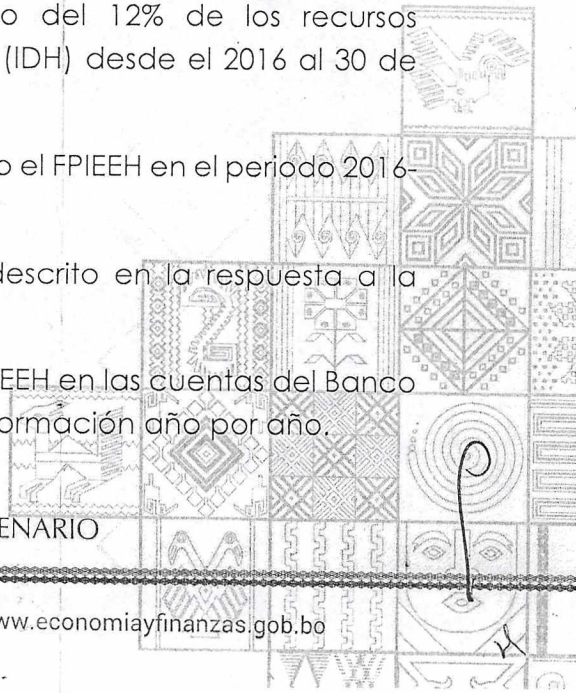 o del 12% de los recursos
(IDH) desde el 2016 al 30 de
o el FPIEEH en el periodo 2016-
descrito en la respuesta a la
EEH en las cuentas del Banco
ormación año por año.
ENARIO
ww.economiayfinanzas.gob.bo